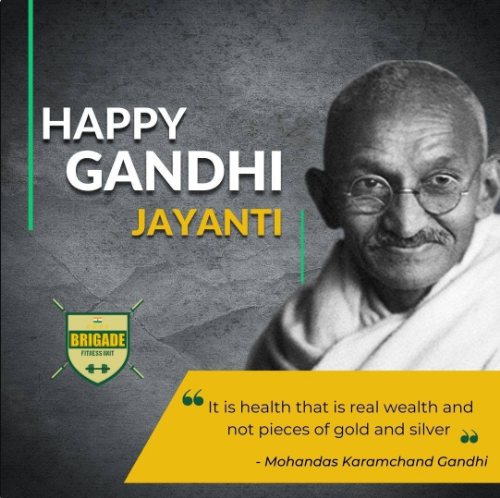 HAPPY
GANDHI
JAYANTI
BRIGADE
FITNESS UNIT
“ It is health that is real wealth and
not pieces of gold and silver ”
- Mohandas Karamchand Gandhi